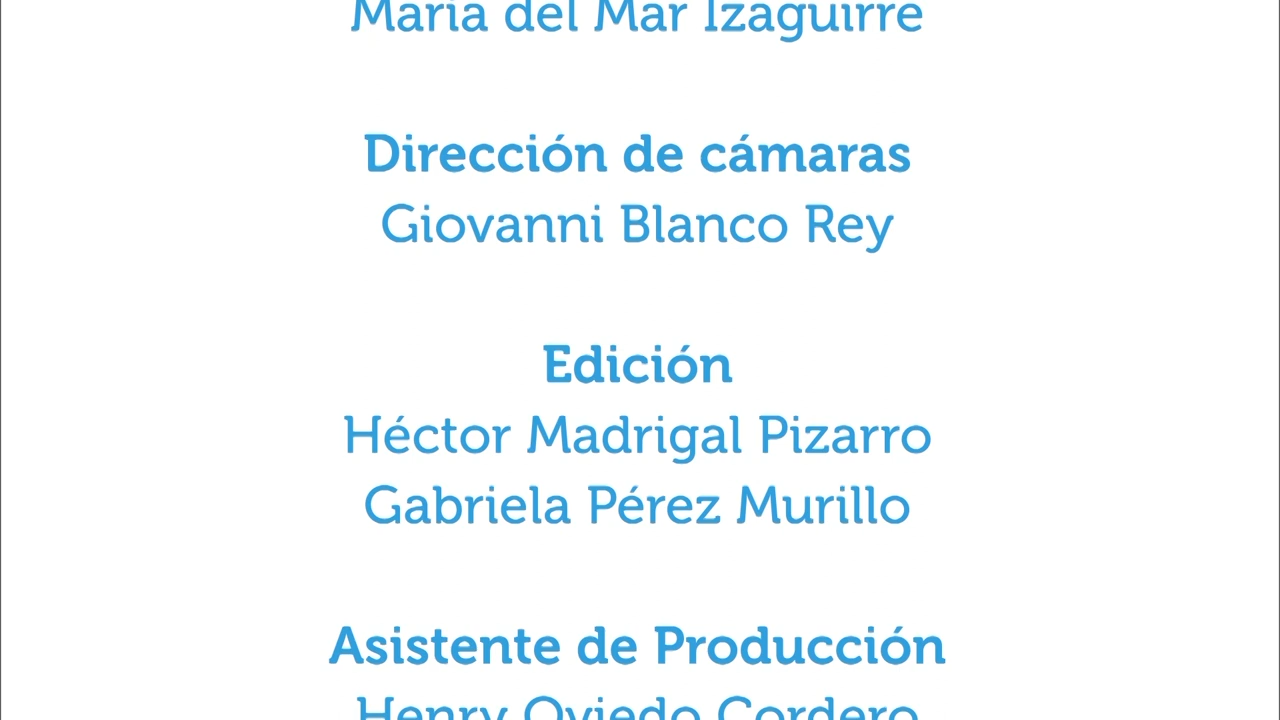 María del Mar Izaguirre
Dirección de cámaras
Giovanni Blanco Rey
Edición
Héctor Madrigal Pizarro
Gabriela Pérez Murillo
Asistente de Producción
Henry Oviedo Cordero